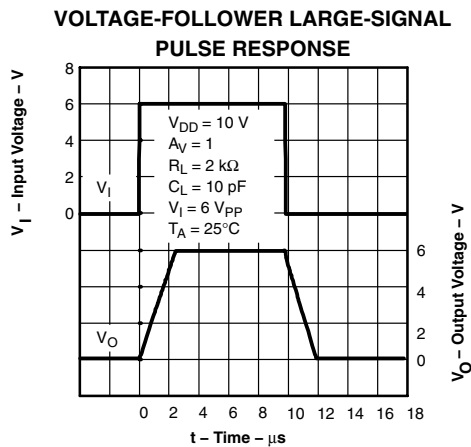 VOLTAGE-FOLLOWER LARGE-SIGNAL
PULSE RESPONSE
V_I – Input Voltage – V
8
6
4
2
0
V_DD = 10 V
A_V = 1
R_L = 2 kΩ
C_L = 10 pF
V_I = 6 V_PP
T_A = 25°C
V_I
V_O
6
4
2
0
V_O – Output Voltage – V
0 2 4 6 8 10 12 14 16 18
t – Time – μs